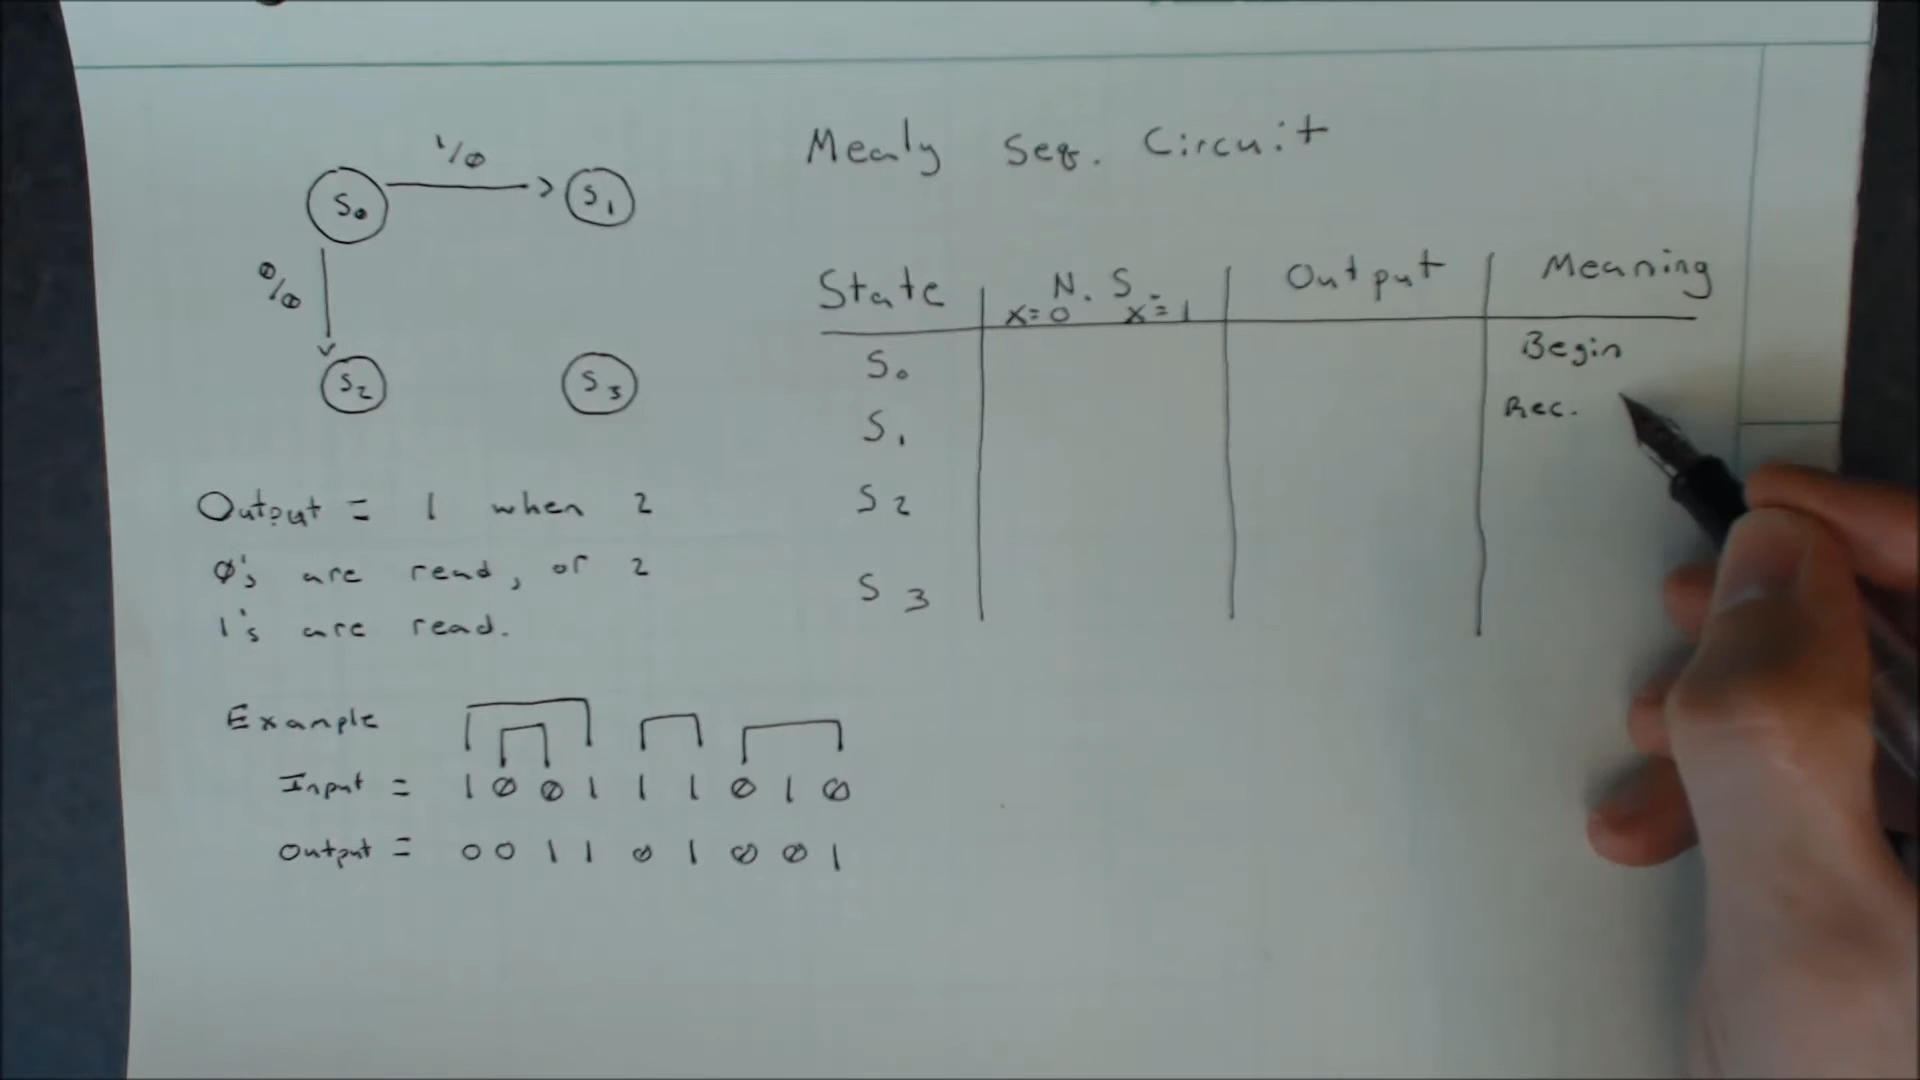 Mealy Seq. Circuit
1/0
S0 S1
0/0
S2 S3
State N. S. Output Meaning
x=0 x=1
S0 Begin
S1 Rec.
S2
S3
Output = 1 when 2
0's are read, or 2
1's are read.
Example
Input = 1 0 0 1 1 1 0 1 0
Output = 0 0 1 1 0 1 0 0 1